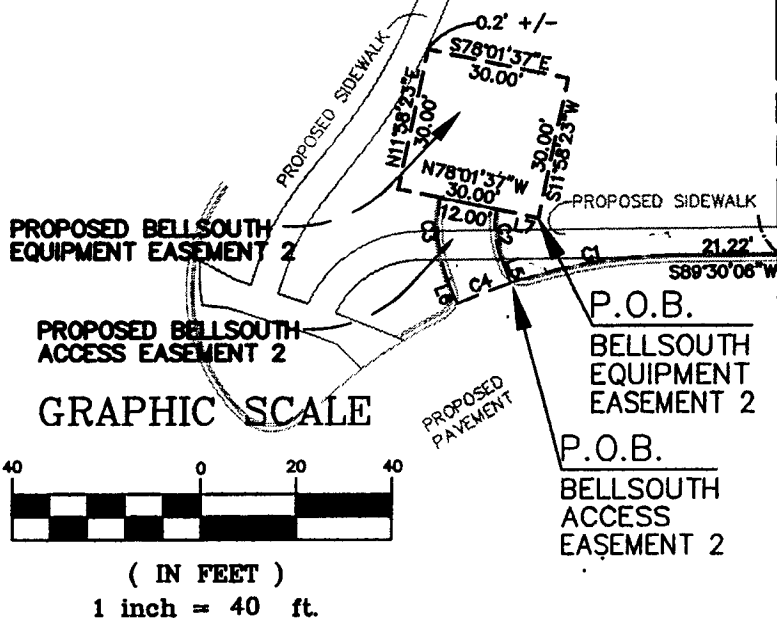 0.2' +/-
S78°01'37"E
30.00'
PROPOSED SIDEWALK
N11°58'23"E
30.00'
30.00'
S11°58'23"W
N78°01'37"W
30.00'
12.00'
L7
PROPOSED SIDEWALK
PROPOSED BELLSOUTH
EQUIPMENT EASEMENT 2
C3
C2
C1
21.22'
S89°30'06"W
L6
C4
L5
PROPOSED BELLSOUTH
ACCESS EASEMENT 2
P.O.B.
BELLSOUTH
EQUIPMENT
EASEMENT 2
PROPOSED
PAVEMENT
P.O.B.
BELLSOUTH
ACCESS
EASEMENT 2
GRAPHIC SCALE
40 0 20 40
( IN FEET )
1 inch = 40 ft.